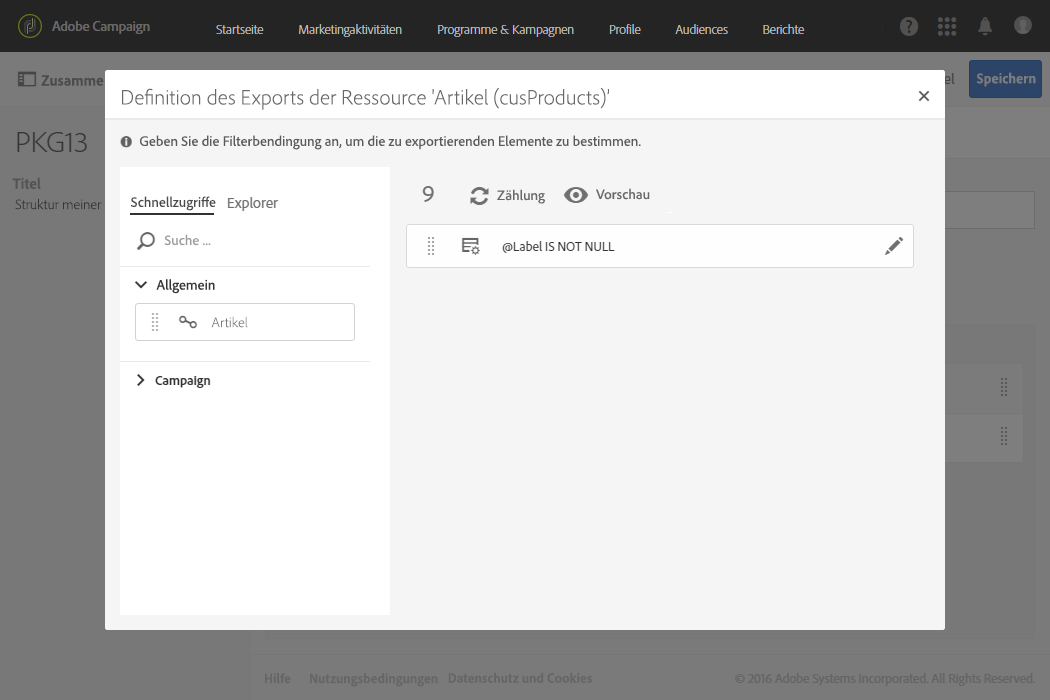 Adobe Campaign
Startseite Marketingaktivitäten Programme & Kampagnen Profile Audiences Berichte
?
Zusamme
el
Speichern
PKG13
Titel
Struktur meiner
Definition des Exports der Ressource 'Artikel (cusProducts)'
Geben Sie die Filterbendingung an, um die zu exportierenden Elemente zu bestimmen.
Schnellzugriffe Explorer
Suche ...
Allgemein
Artikel
Campaign
9 Zählung Vorschau
@Label IS NOT NULL
Hilfe Nutzungsbedingungen Datenschutz und Cookies © 2016 Adobe Systems Incorporated. All Rights Reserved.